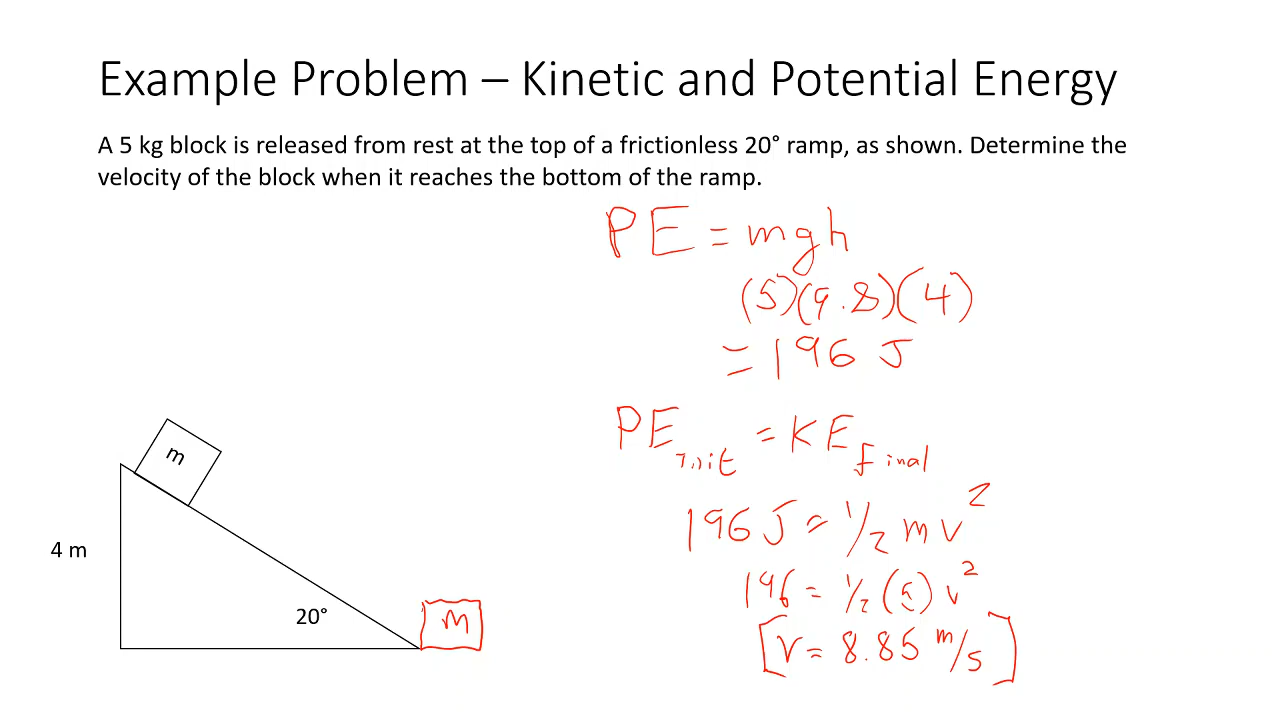 Example Problem – Kinetic and Potential Energy
A 5 kg block is released from rest at the top of a frictionless 20° ramp, as shown. Determine the
velocity of the block when it reaches the bottom of the ramp.
PE = mgh
(5)(9.8)(4)
= 196 J
PE init = KE final
196 J = 1/2 m v²
196 = 1/2 (5) v²
[v = 8.85 m/s]
m
4 m
20°
m